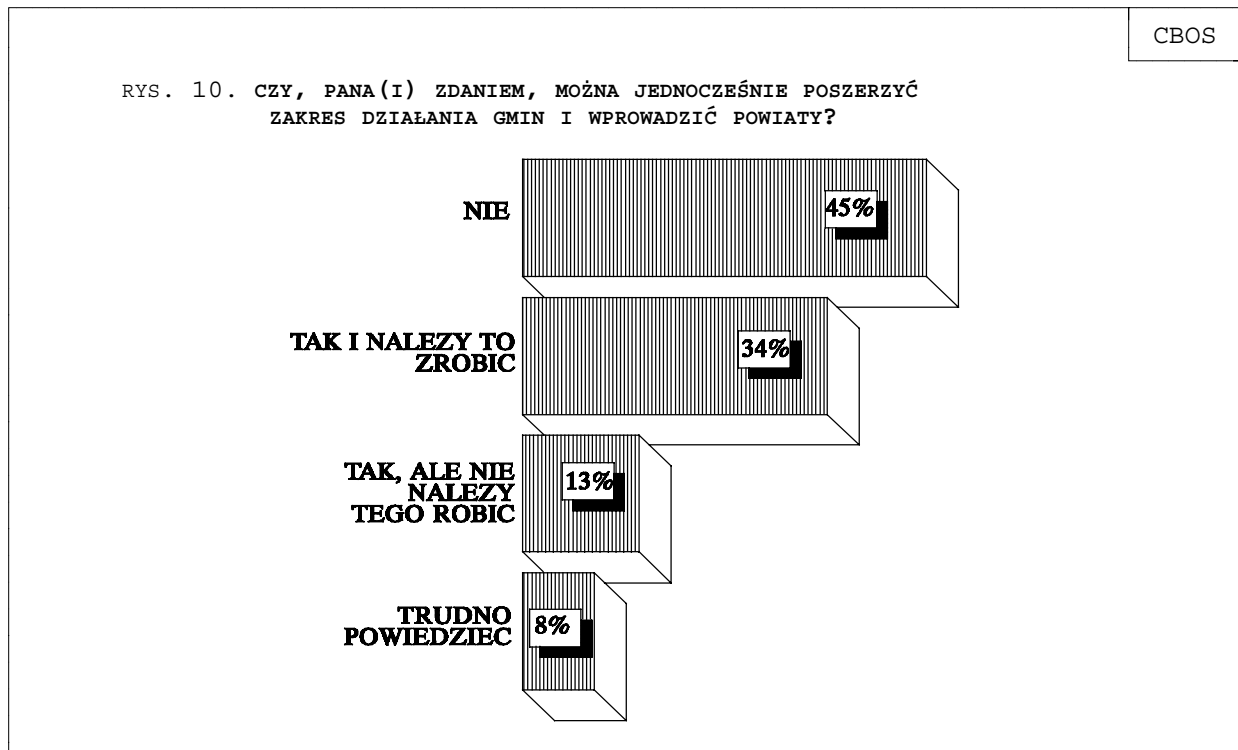 CBOS
RYS. 10. CZY, PANA(I) ZDANIEM, MOŻNA JEDNOCZEŚNIE POSZERZYĆ
ZAKRES DZIAŁANIA GMIN I WPROWADZIĆ POWIATY?
NIE
45%
TAK I NALEZY TO
ZROBIC
34%
TAK, ALE NIE
NALEZY
TEGO ROBIC
13%
TRUDNO
POWIEDZIEC
8%